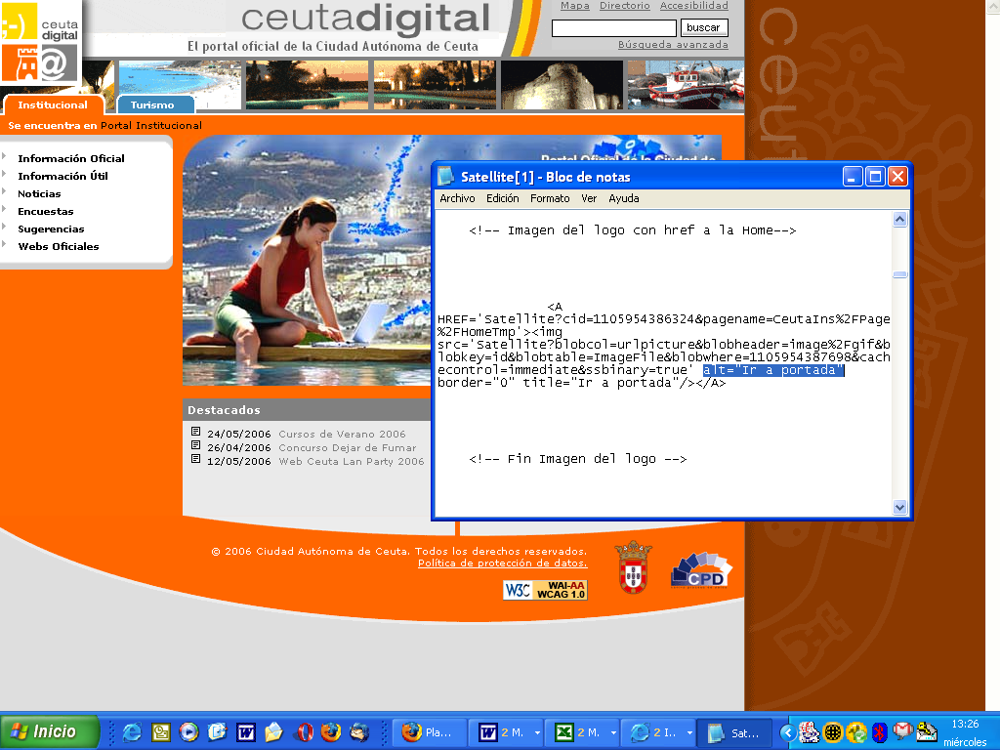 ceuta
digital
ceutadigital
El portal oficial de la Ciudad Autónoma de Ceuta
Mapa Directorio Accesibilidad
buscar
Búsqueda avanzada
ceut
Institucional Turismo
Se encuentra en Portal Institucional
Información Oficial
Información Útil
Noticias
Encuestas
Sugerencias
Webs Oficiales
Portal Oficial de la Ciudad de
Satellite[1] - Bloc de notas
Archivo Edición Formato Ver Ayuda
<!-- Imagen del logo con href a la Home-->
<A
HREF='Satellite?cid=1105954386324&pagename=CeutaIns%2FPage
%2FHomeTmp'><img
src='Satellite?blobcol=urlpicture&blobheader=image%2Fgif&b
lobkey=id&blobtable=ImageFile&blobwhere=1105954387698&cach
econtrol=immediate&ssbinary=true' alt="Ir a portada"
border="0" title="Ir a portada"/></A>
<!-- Fin Imagen del logo -->
Destacados
24/05/2006 Cursos de Verano 2006
26/04/2006 Concurso Dejar de Fumar
12/05/2006 Web Ceuta Lan Party 2006
© 2006 Ciudad Autónoma de Ceuta. Todos los derechos reservados.
Política de protección de datos.
W3C WAI-AA
WCAG 1.0
CPD
Inicio
Pla...
2 M.
2 M.
2 I..
Sat...
13:26
miércoles